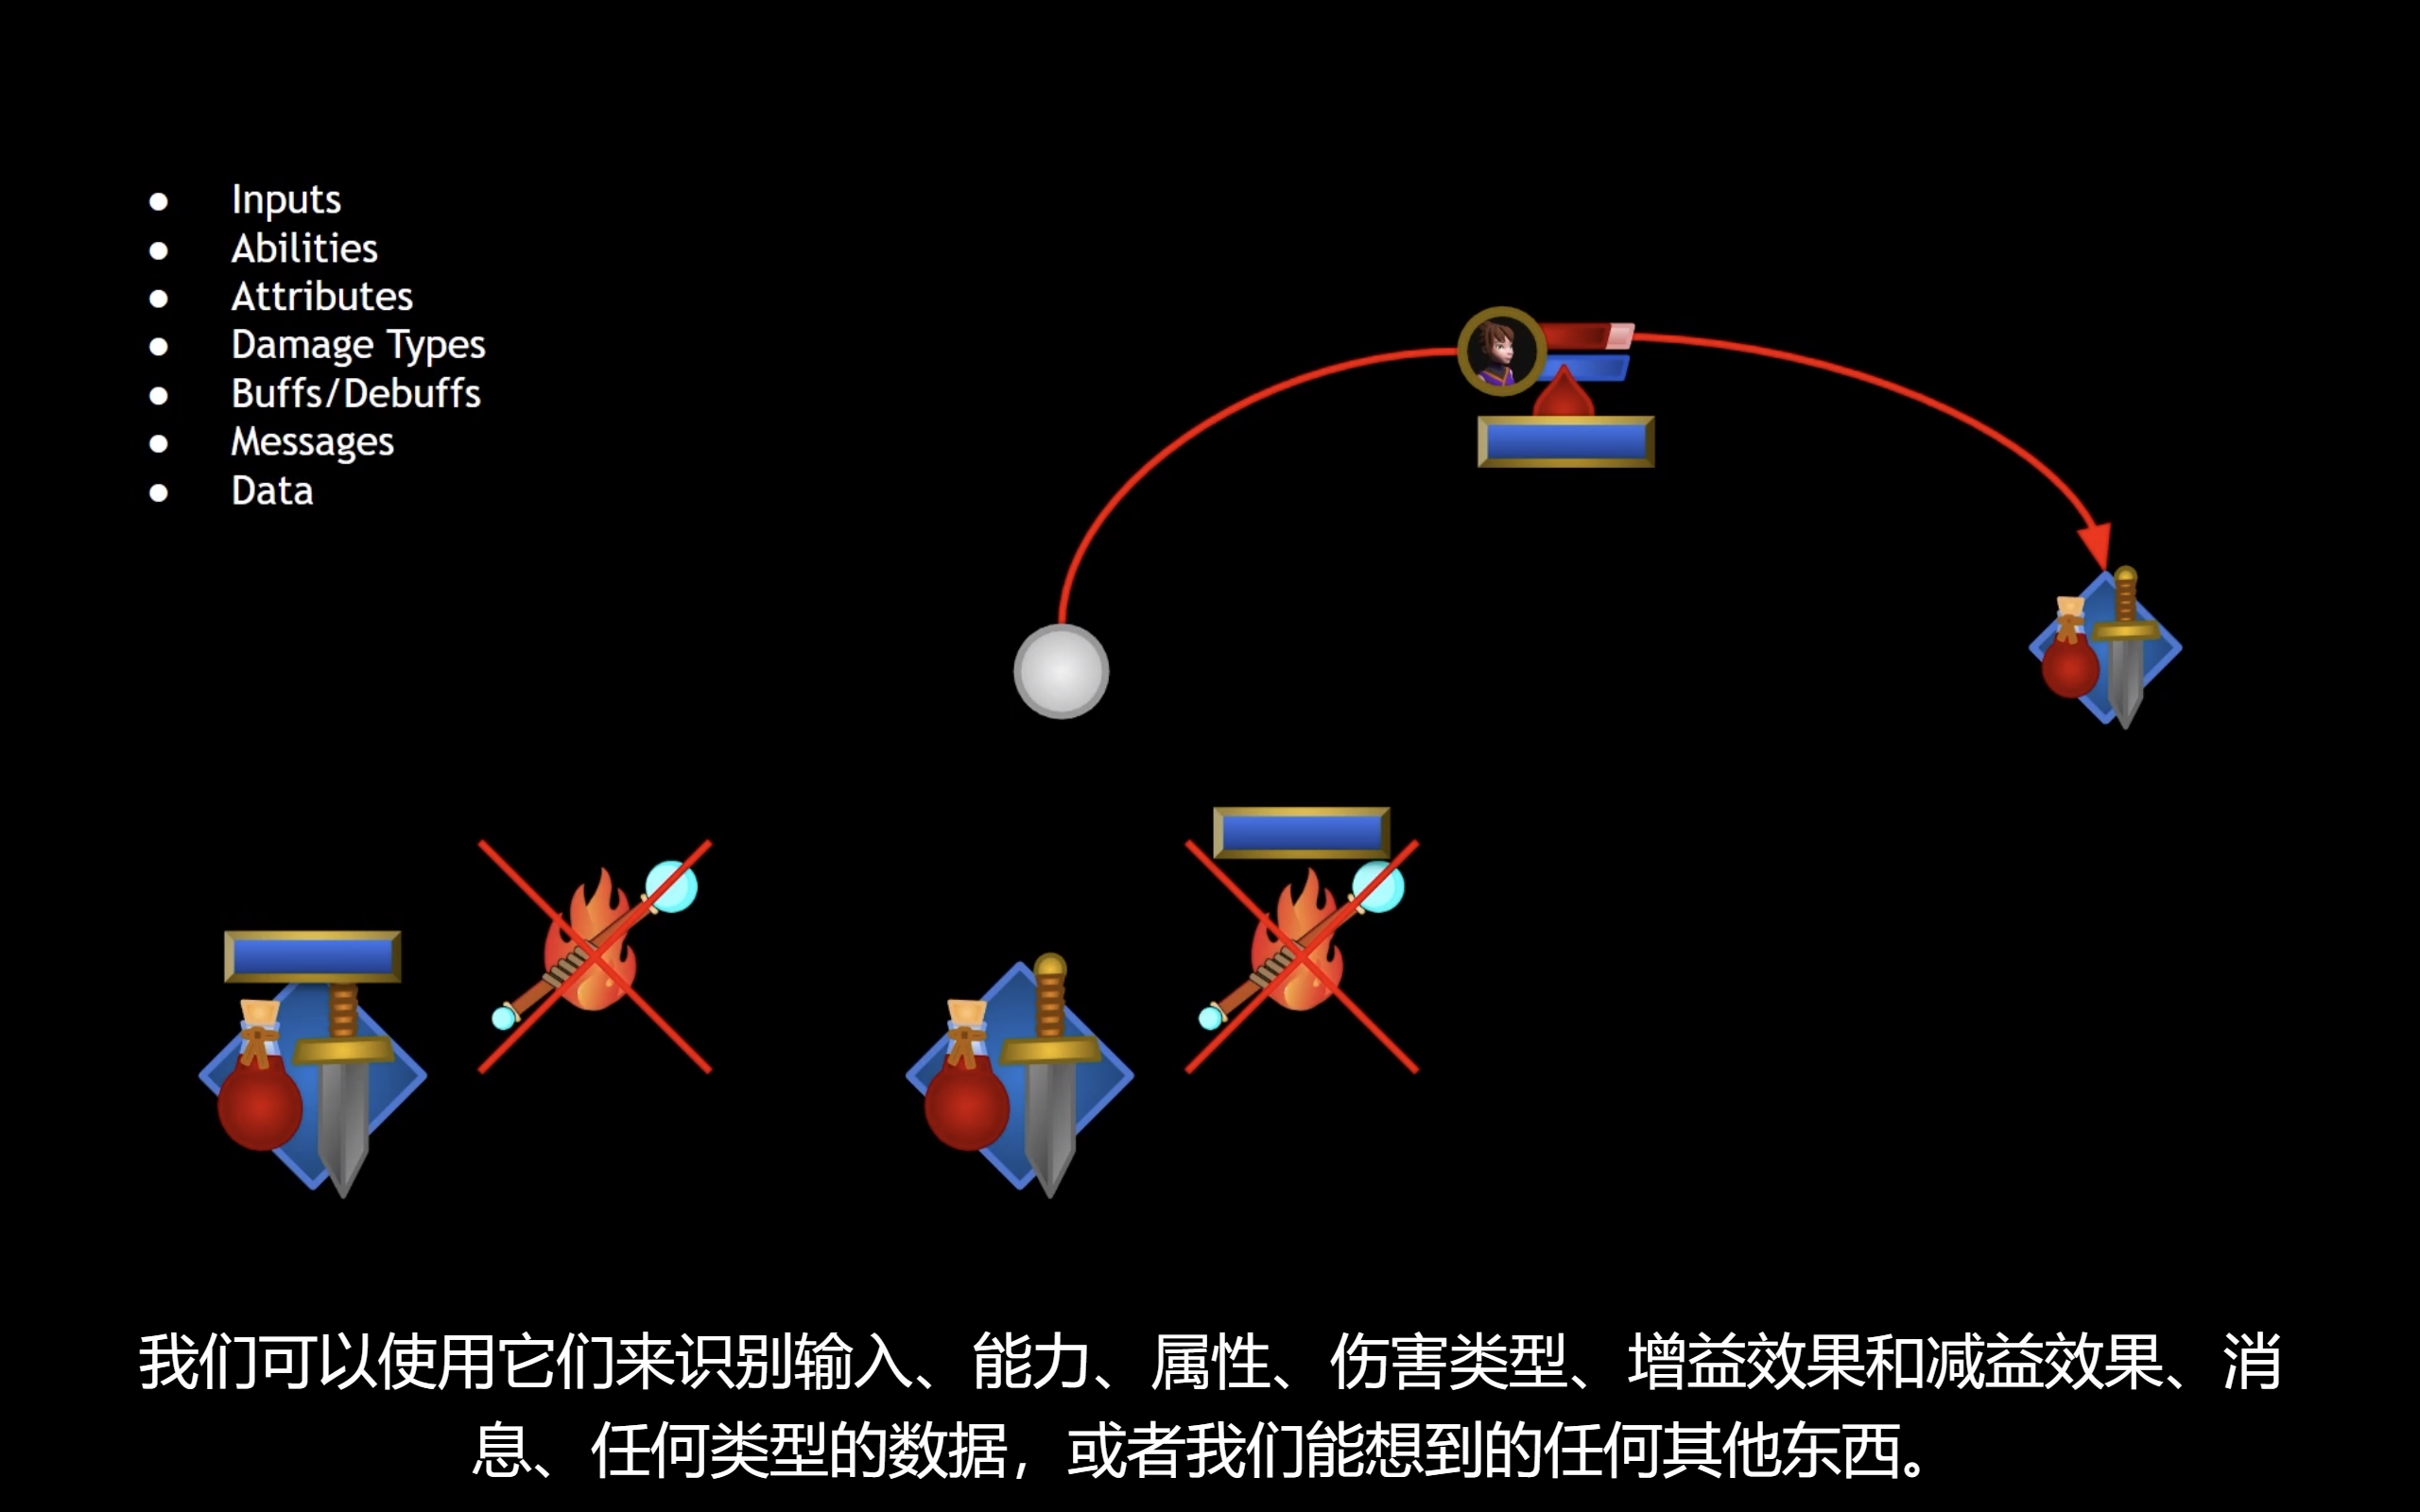 Inputs
Abilities
Attributes
Damage Types
Buffs/Debuffs
Messages
Data
我们可以使用它们来识别输入、能力、属性、伤害类型、增益效果和减益效果、消
息、任何类型的数据，或者我们能想到的任何其他东西。